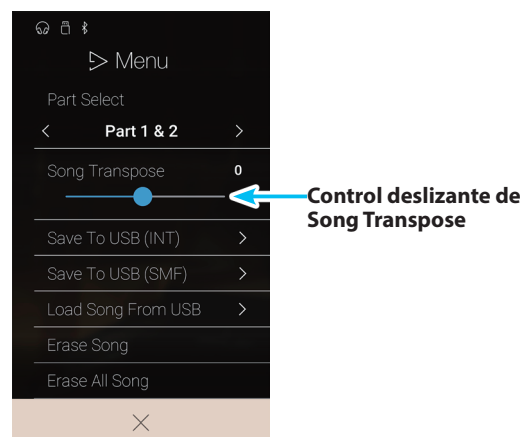 Menu
Part Select
Part 1 & 2
Song Transpose 0
Control deslizante de
Song Transpose
Save To USB (INT)
Save To USB (SMF)
Load Song From USB
Erase Song
Erase All Song